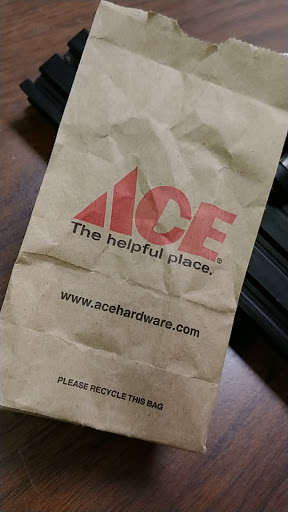 ACE®
The helpful place.
www.acehardware.com
PLEASE RECYCLE THIS BAG